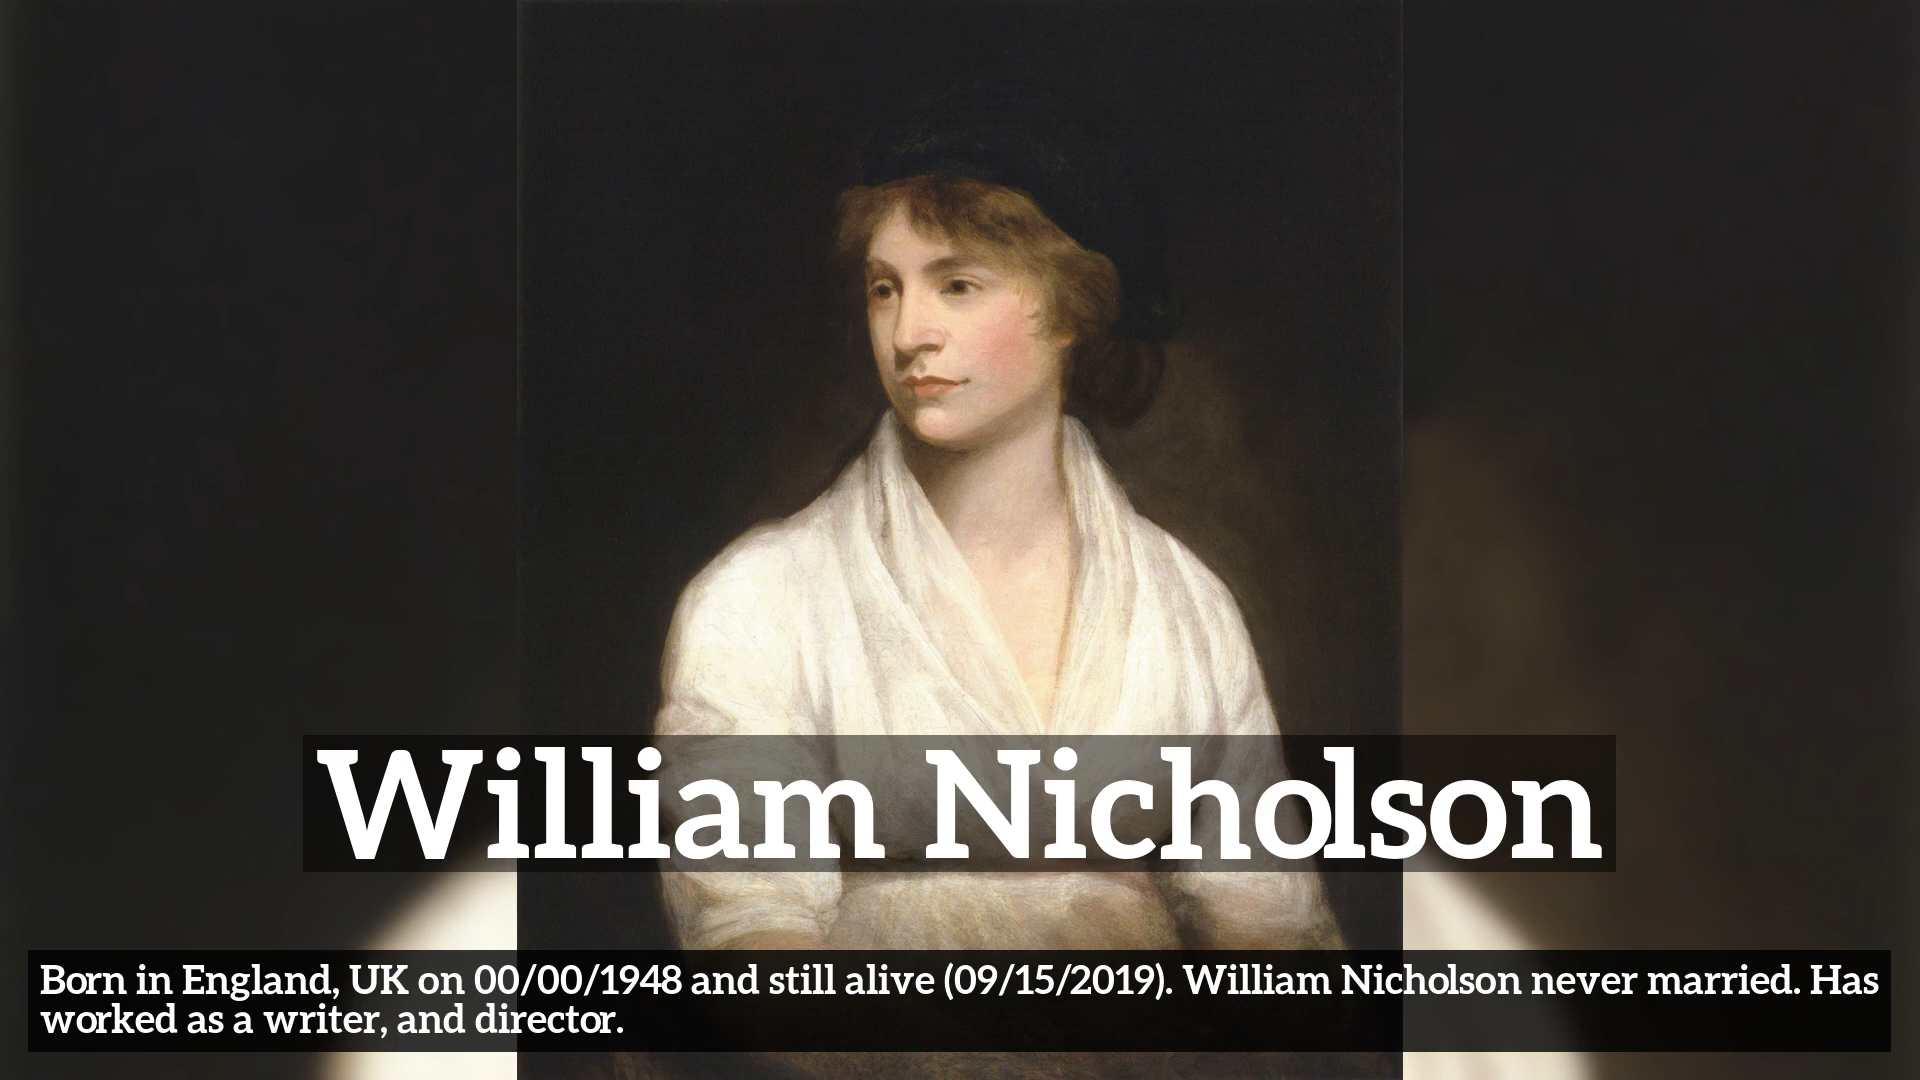 William Nicholson
Born in England, UK on 00/00/1948 and still alive (09/15/2019). William Nicholson never married. Has
worked as a writer, and director.